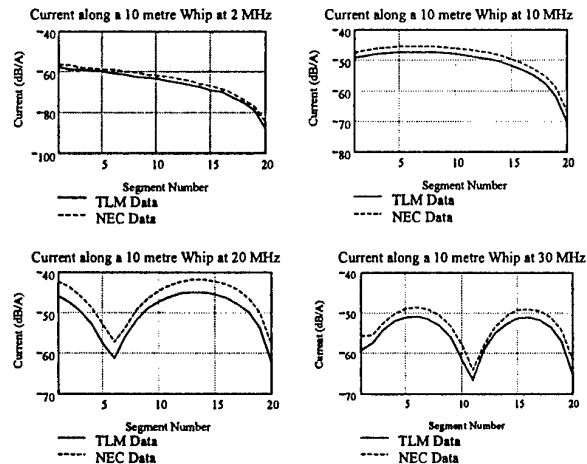 Current along a 10 metre Whip at 2 MHz
Current (dB/A)
-40
-60
-80
-100
5
10
15
20
Segment Number
TLM Data
NEC Data
Current along a 10 metre Whip at 10 MHz
Current (dB/A)
-40
-50
-60
-70
-80
5
10
15
20
Segment Number
TLM Data
NEC Data
Current along a 10 metre Whip at 20 MHz
Current (dB/A)
-40
-50
-60
-70
5
10
15
20
Segment Number
TLM Data
NEC Data
Current along a 10 metre Whip at 30 MHz
Current (dB/A)
-40
-50
-60
-70
5
10
15
20
Segment Number
TLM Data
NEC Data